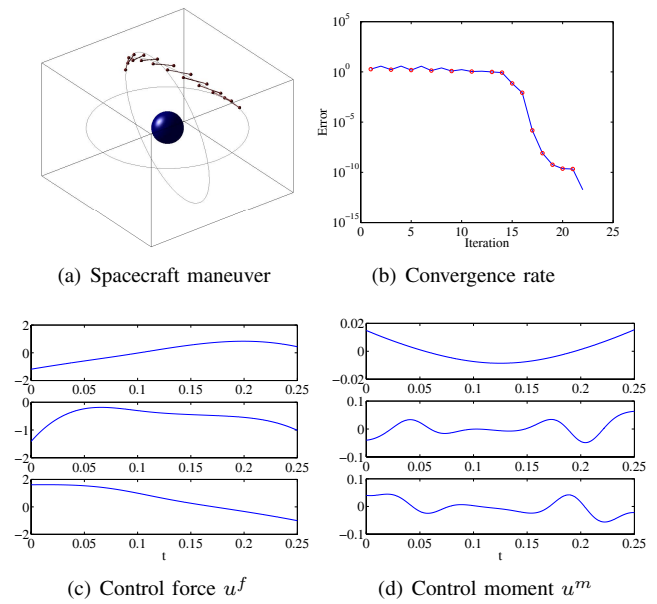 10^5
10^0
10^-5
10^-10
10^-15
Error
0 5 10 15 20 25
Iteration
(a) Spacecraft maneuver
(b) Convergence rate
2
0
-2
0 0.05 0.1 0.15 0.2 0.25
0
-1
-2
0 0.05 0.1 0.15 0.2 0.25
2
0
-2
0 0.05 0.1 0.15 0.2 0.25
t
0.02
0
-0.02
0 0.05 0.1 0.15 0.2 0.25
0.1
0
-0.1
0 0.05 0.1 0.15 0.2 0.25
0.1
0
-0.1
0 0.05 0.1 0.15 0.2 0.25
t
(c) Control force u^f
(d) Control moment u^m